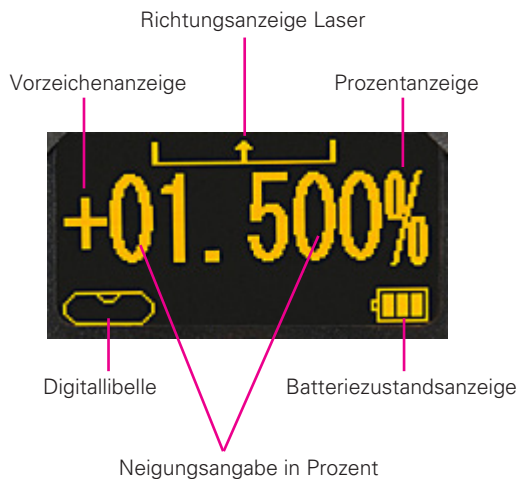 Richtungsanzeige Laser
Vorzeichenanzeige
Prozentanzeige
+01.500%
Digitallibelle
Batteriezustandsanzeige
Neigungsangabe in Prozent